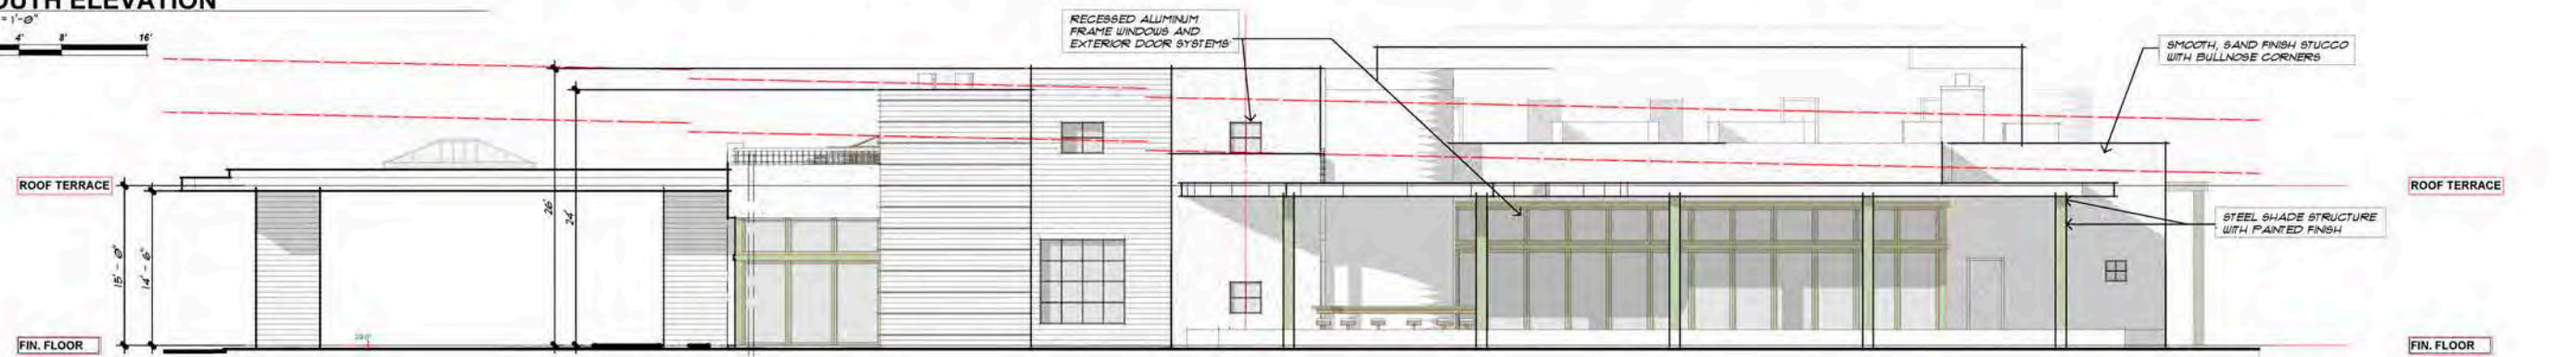 OUTH ELEVATION
= 1'-0"
4' 8' 16'
RECESSED ALUMINUM
FRAME WINDOWS AND
EXTERIOR DOOR SYSTEMS
SMOOTH, SAND FINISH STUCCO
WITH BULLNOSE CORNERS
ROOF TERRACE
ROOF TERRACE
26'
24'
STEEL SHADE STRUCTURE
WITH PAINTED FINISH
15' - 0"
14' - 6"
FIN. FLOOR
FIN. FLOOR